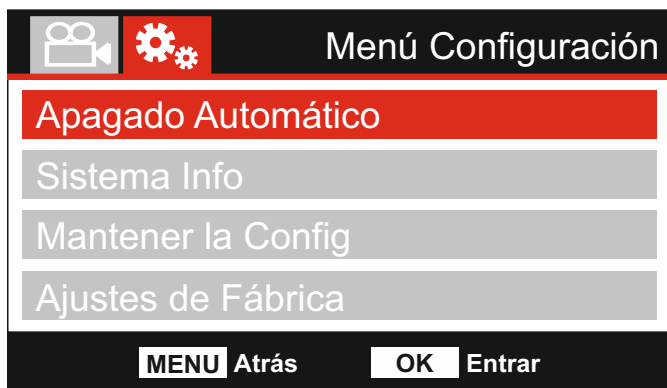 Menú Configuración
Apagado Automático
Sistema Info
Mantener la Config
Ajustes de Fábrica
MENU Atrás OK Entrar